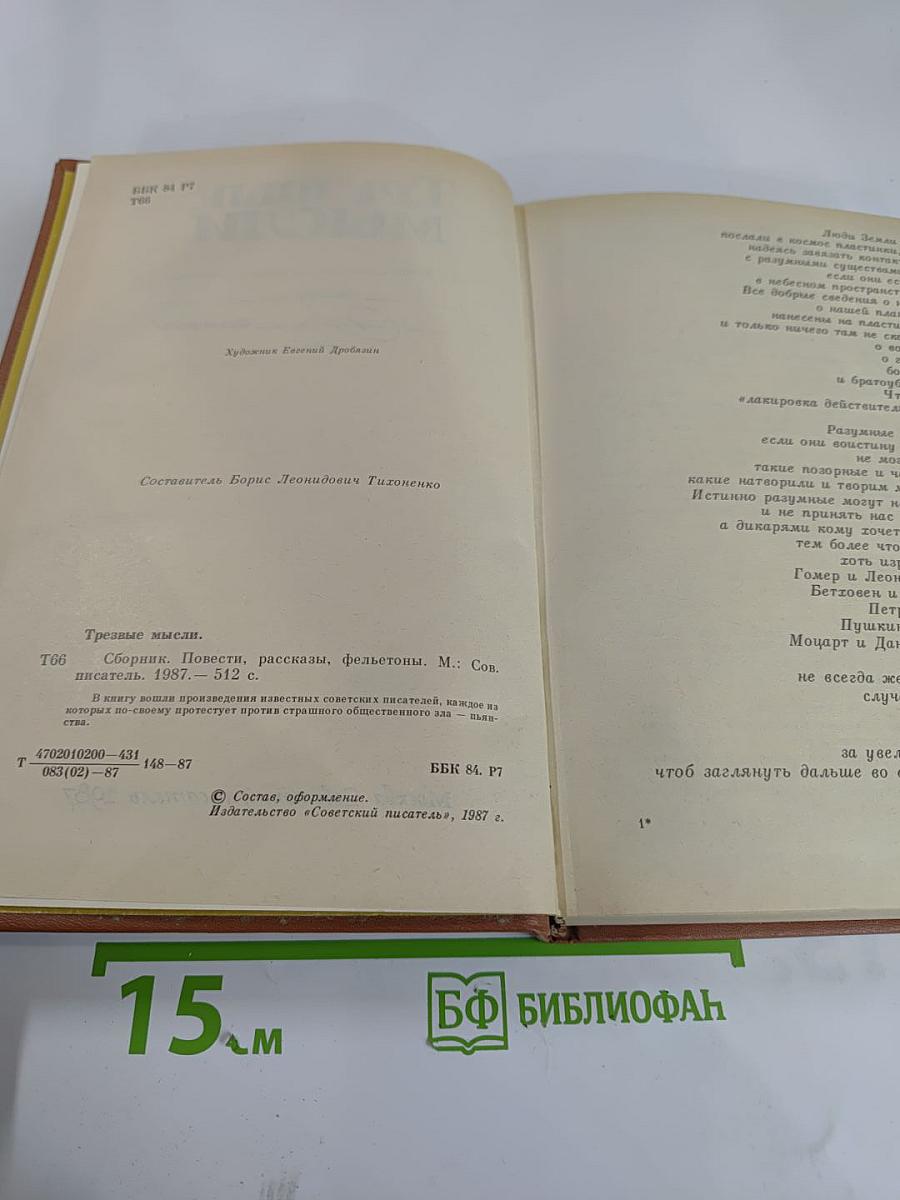 ББК 84 Р7
Т66
Художник Евгений Дробязин
Составитель Борис Леонидович Тихоненко
Трезвые мысли.
Т66 Сборник. Повести, рассказы, фельетоны. М.: Сов.
писатель. 1987.— 512 с.
В книгу вошли произведения известных советских писателей, каждое из
которых по-своему протестует против страшного общественного зла — пьян-
ства.
Т 4702010200—431 148—87
083(02)—87
ББК 84. Р7
© Состав, оформление.
Издательство «Советский писатель», 1987 г.
Люди Земли
послали в космос пластинки,
надеясь завязать контак
с разумными существами
если они ес
в небесном пространст
Все добрые сведения о н
о нашей план
нанесены на пласти
и только ничего там не ска
о во
о г
бо
и братоуб
Чт
«лакировка действител
Разумные
если они воистину
не мог
такие позорные и ч
какие натворили и творим м
Истинно разумные могут н
и не принять нас
а дикарями кому хочет
тем более что
хоть изр
Гомер и Леон
Бетховен и
Петр
Пушкин
Моцарт и Дан
не всегда же
случ
за увел
чтоб заглянуть дальше во в
1*
15 см
БФ БИБЛИОФАН